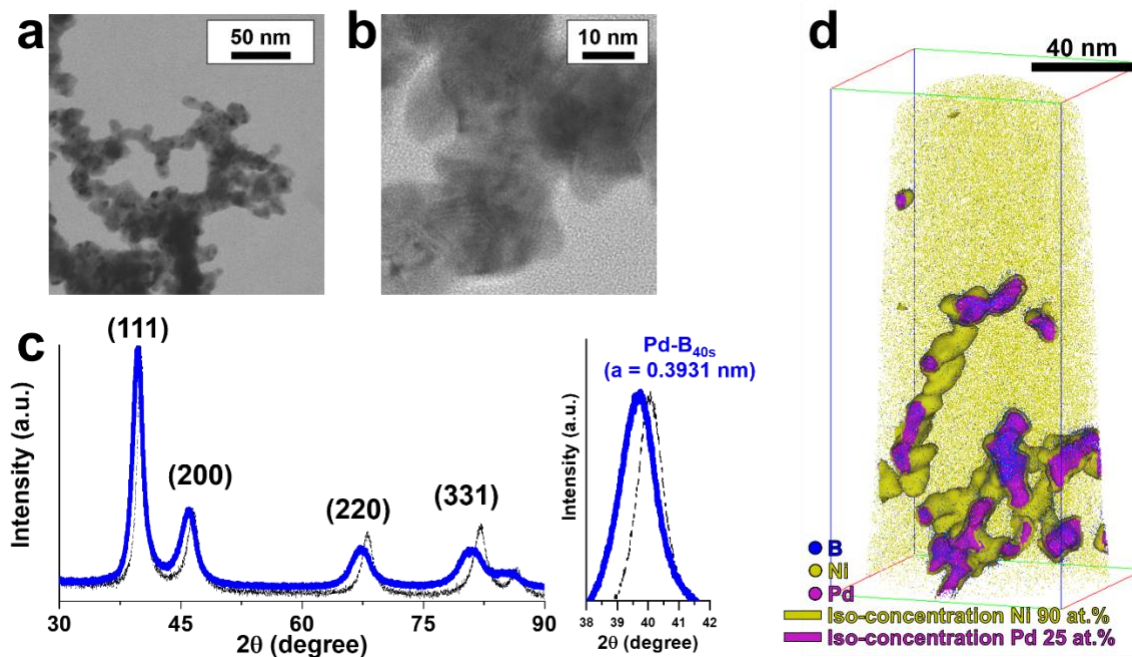 a
50 nm
b
10 nm
d
40 nm
c
(111)
(200)
(220)
(331)
Intensity (a.u.)
30
45
60
75
90
2θ (degree)
Pd-B40s
(a = 0.3931 nm)
Intensity (a.u.)
38
39
40
41
42
2θ (degree)
B
Ni
Pd
Iso-concentration Ni 90 at.%
Iso-concentration Pd 25 at.%